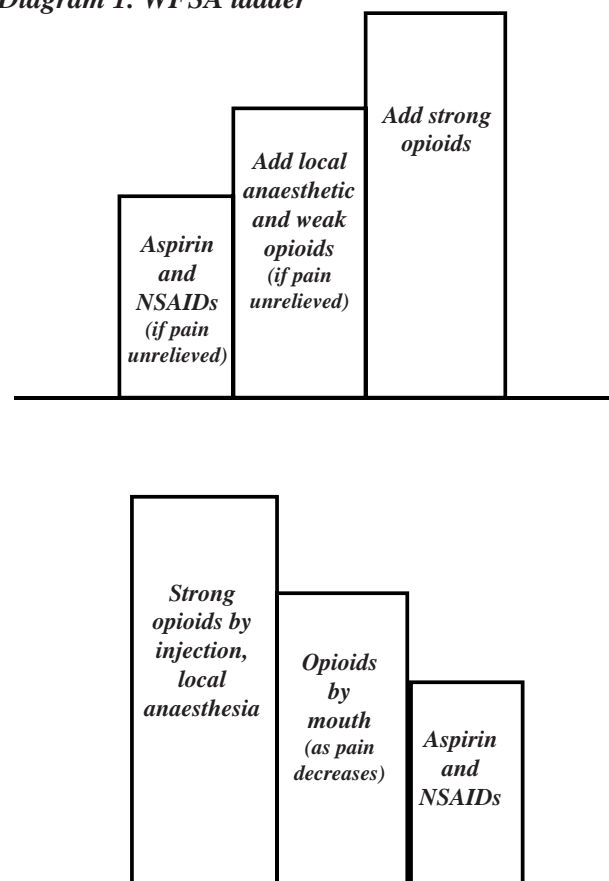 Diagram 1. WFSA ladder
Add strong
opioids
Add local
anaesthetic
and weak
opioids
(if pain
unrelieved)
Aspirin
and
NSAIDs
(if pain
unrelieved)
Strong
opioids by
injection,
local
anaesthesia
Opioids
by
mouth
(as pain
decreases)
Aspirin
and
NSAIDs